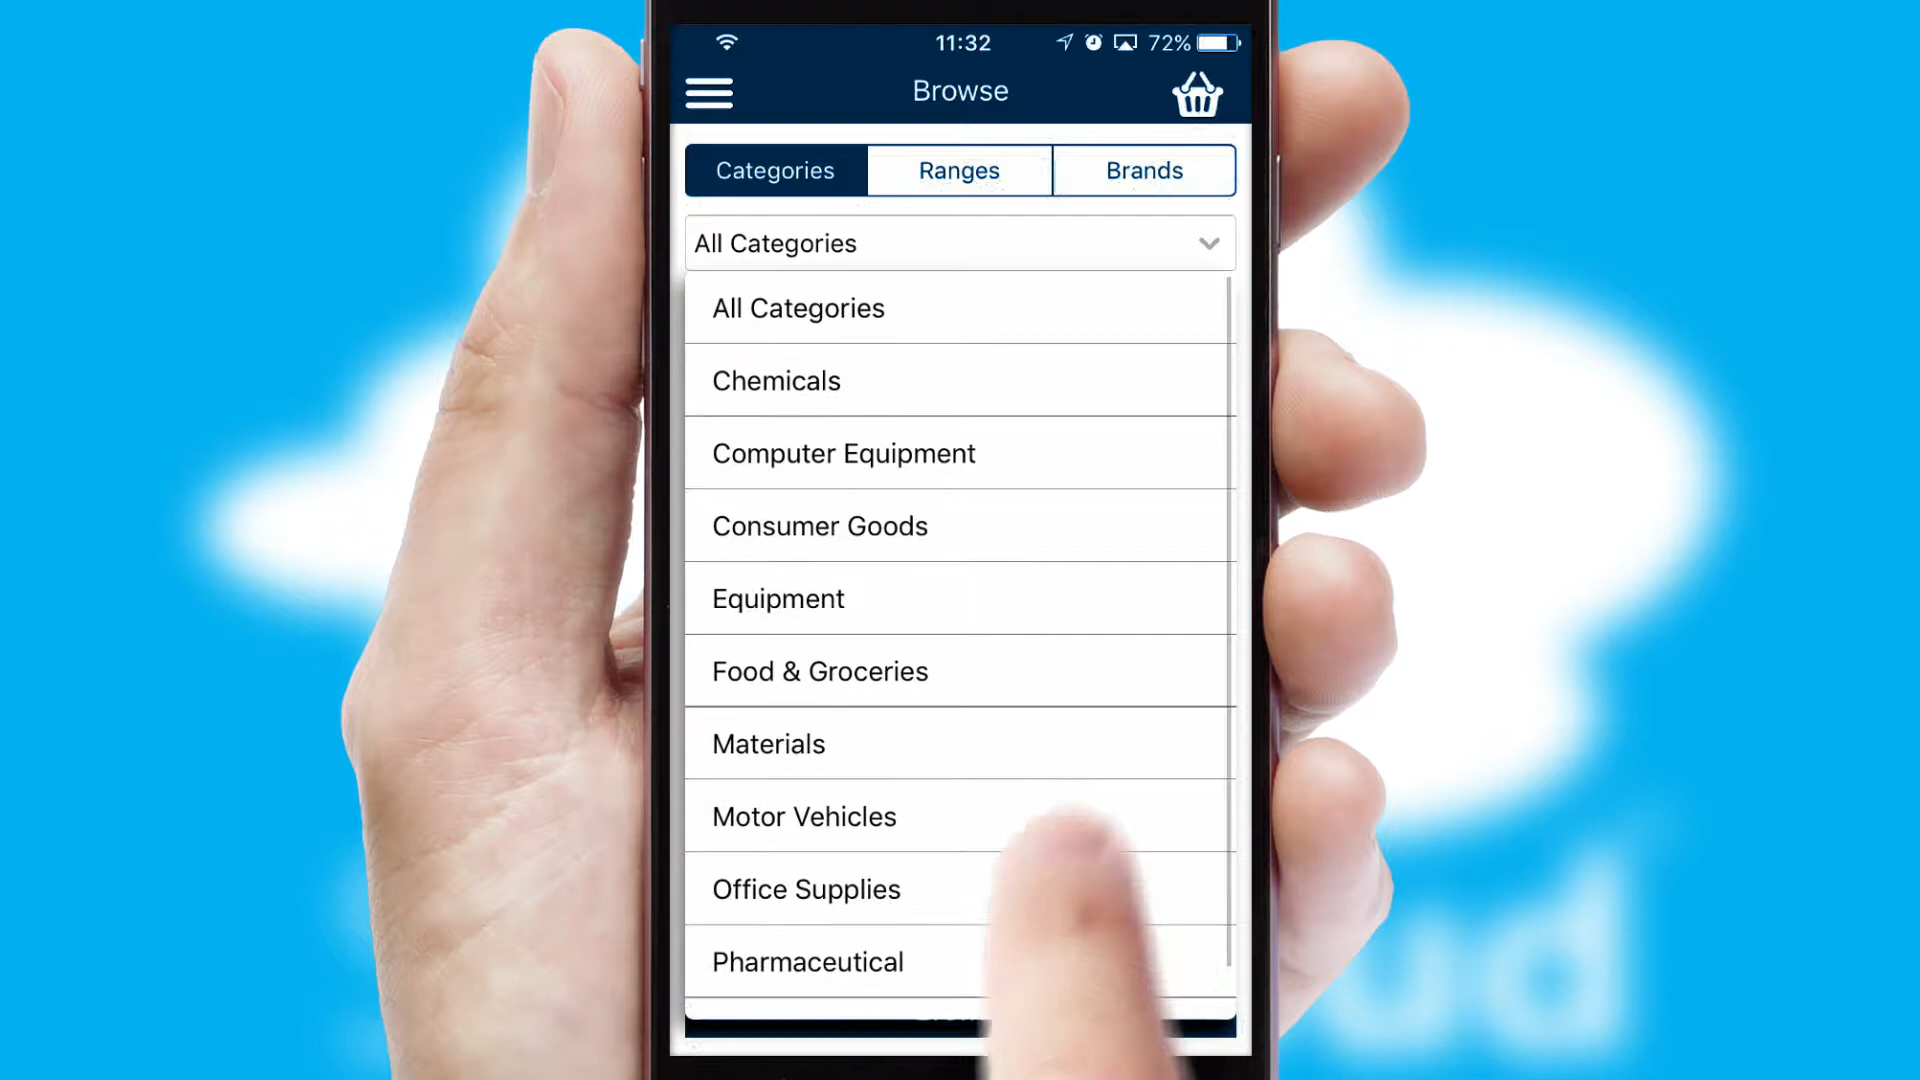 11:32 72%
Browse
Categories Ranges Brands
All Categories
All Categories
Chemicals
Computer Equipment
Consumer Goods
Equipment
Food & Groceries
Materials
Motor Vehicles
Office Supplies
Pharmaceutical
ud